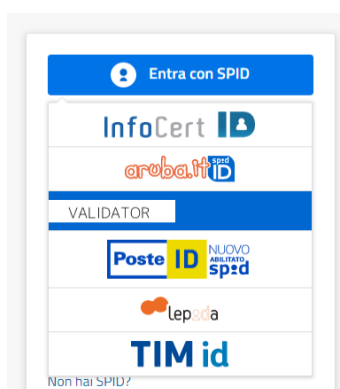 Entra con SPID
InfoCert ID
aruba.it spid ID
VALIDATOR
Poste ID NUOVO
ABILITATO
spid
lepida
TIM id
Non hai SPID?